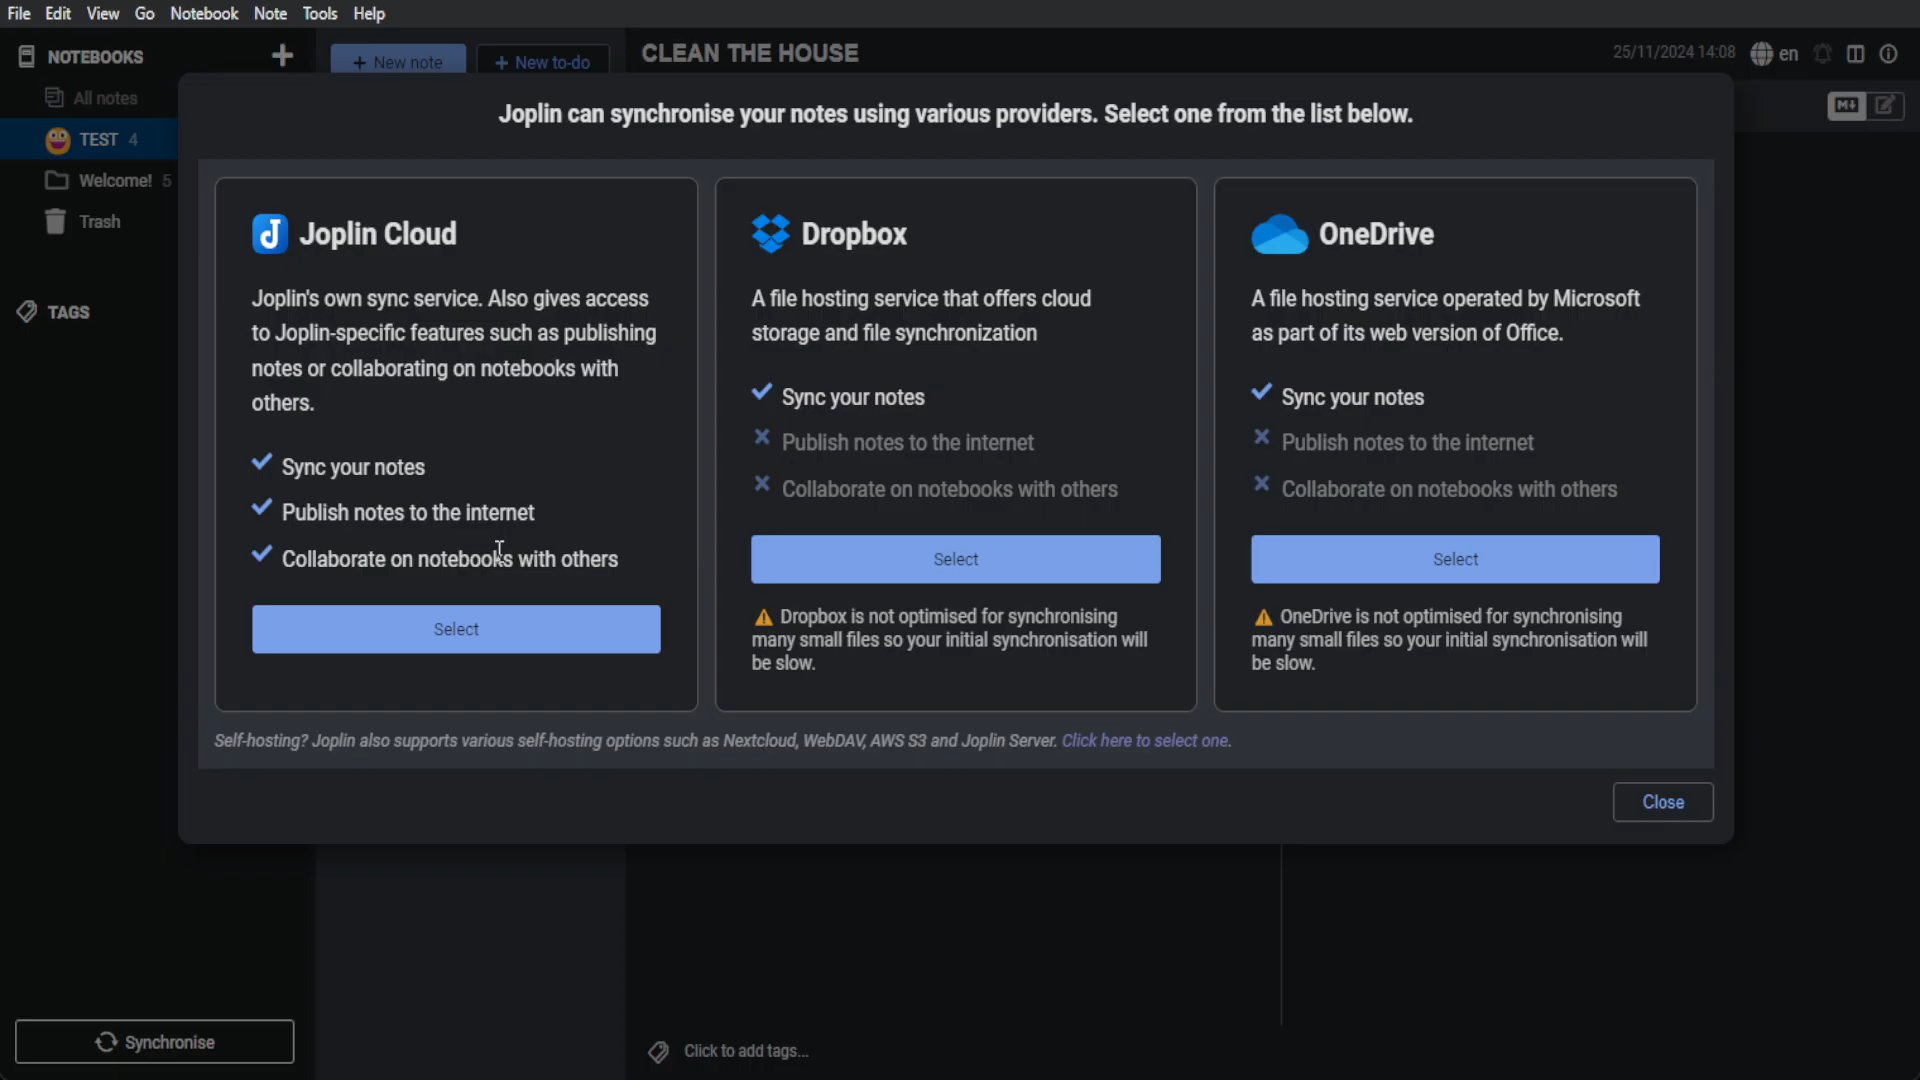 File Edit View Go Notebook Note Tools Help
NOTEBOOKS
All notes
TEST 4
Welcome! 5
Trash
TAGS
Synchronise
+ New note
+ New to-do
CLEAN THE HOUSE
25/11/2024 14:08
en
Joplin can synchronise your notes using various providers. Select one from the list below.
Joplin Cloud
Joplin's own sync service. Also gives access
to Joplin-specific features such as publishing
notes or collaborating on notebooks with
others.
Sync your notes
Publish notes to the internet
Collaborate on notebooks with others
Select
Dropbox
A file hosting service that offers cloud
storage and file synchronization
Sync your notes
Publish notes to the internet
Collaborate on notebooks with others
Select
Dropbox is not optimised for synchronising
many small files so your initial synchronisation will
be slow.
OneDrive
A file hosting service operated by Microsoft
as part of its web version of Office.
Sync your notes
Publish notes to the internet
Collaborate on notebooks with others
Select
OneDrive is not optimised for synchronising
many small files so your initial synchronisation will
be slow.
Self-hosting? Joplin also supports various self-hosting options such as Nextcloud, WebDAV, AWS S3 and Joplin Server. Click here to select one.
Close
Click to add tags...